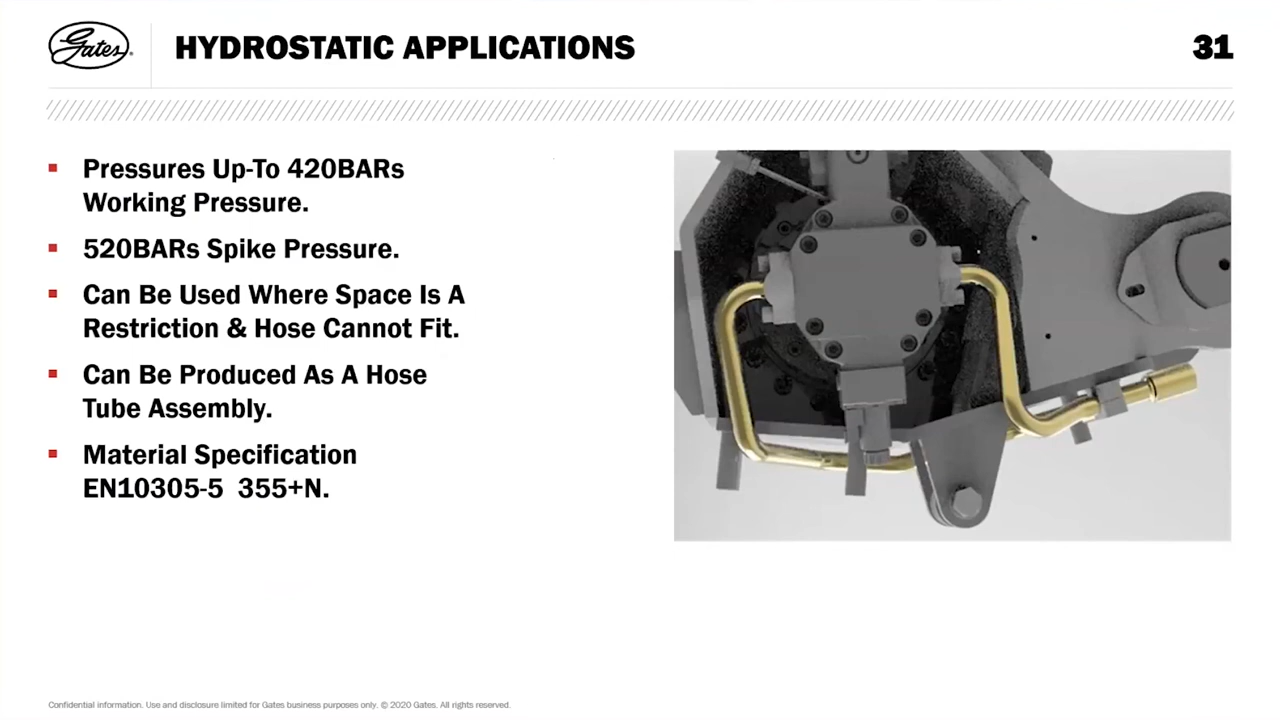 Gates
HYDROSTATIC APPLICATIONS
31
Pressures Up-To 420BARs
Working Pressure.
520BARs Spike Pressure.
Can Be Used Where Space Is A
Restriction & Hose Cannot Fit.
Can Be Produced As A Hose
Tube Assembly.
Material Specification
EN10305-5  355+N.
Confidential information. Use and disclosure limited for Gates business purposes only. © 2020 Gates. All rights reserved.